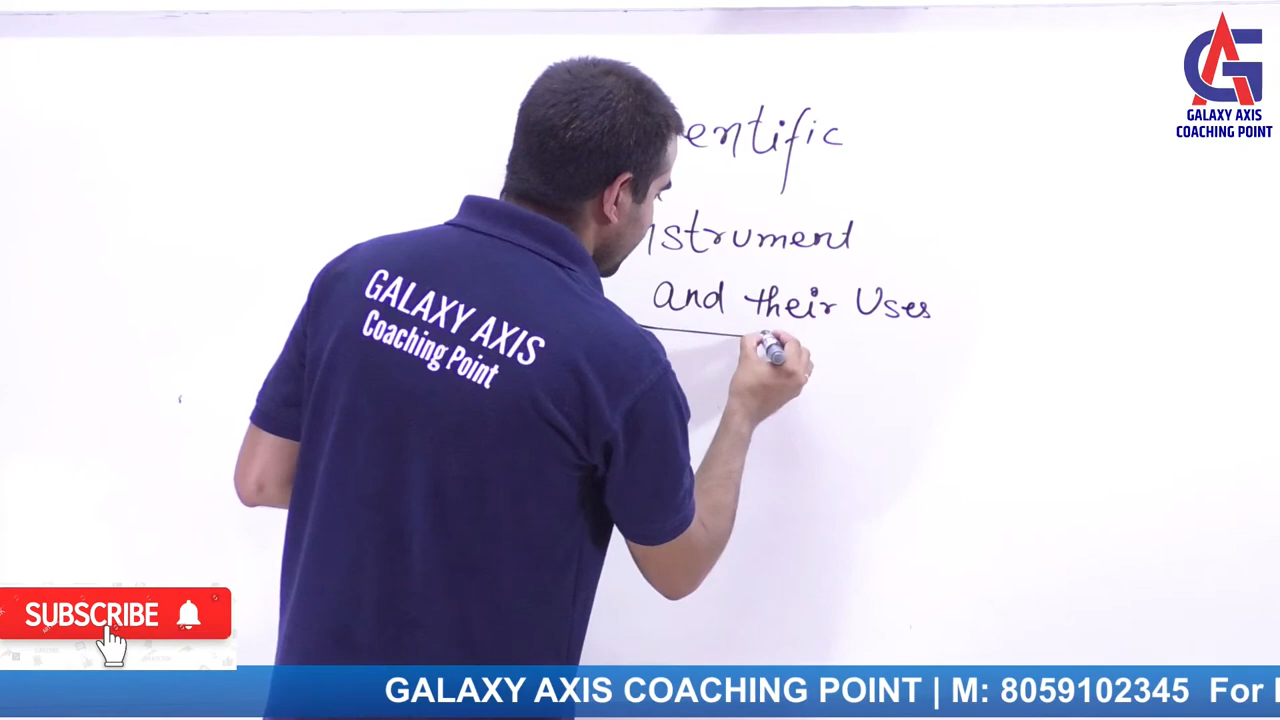 GALAXY AXIS
COACHING POINT
entific
nstrument
and their Uses
GALAXY AXIS
Coaching Point
SUBSCRIBE
GALAXY AXIS COACHING POINT | M: 8059102345 For